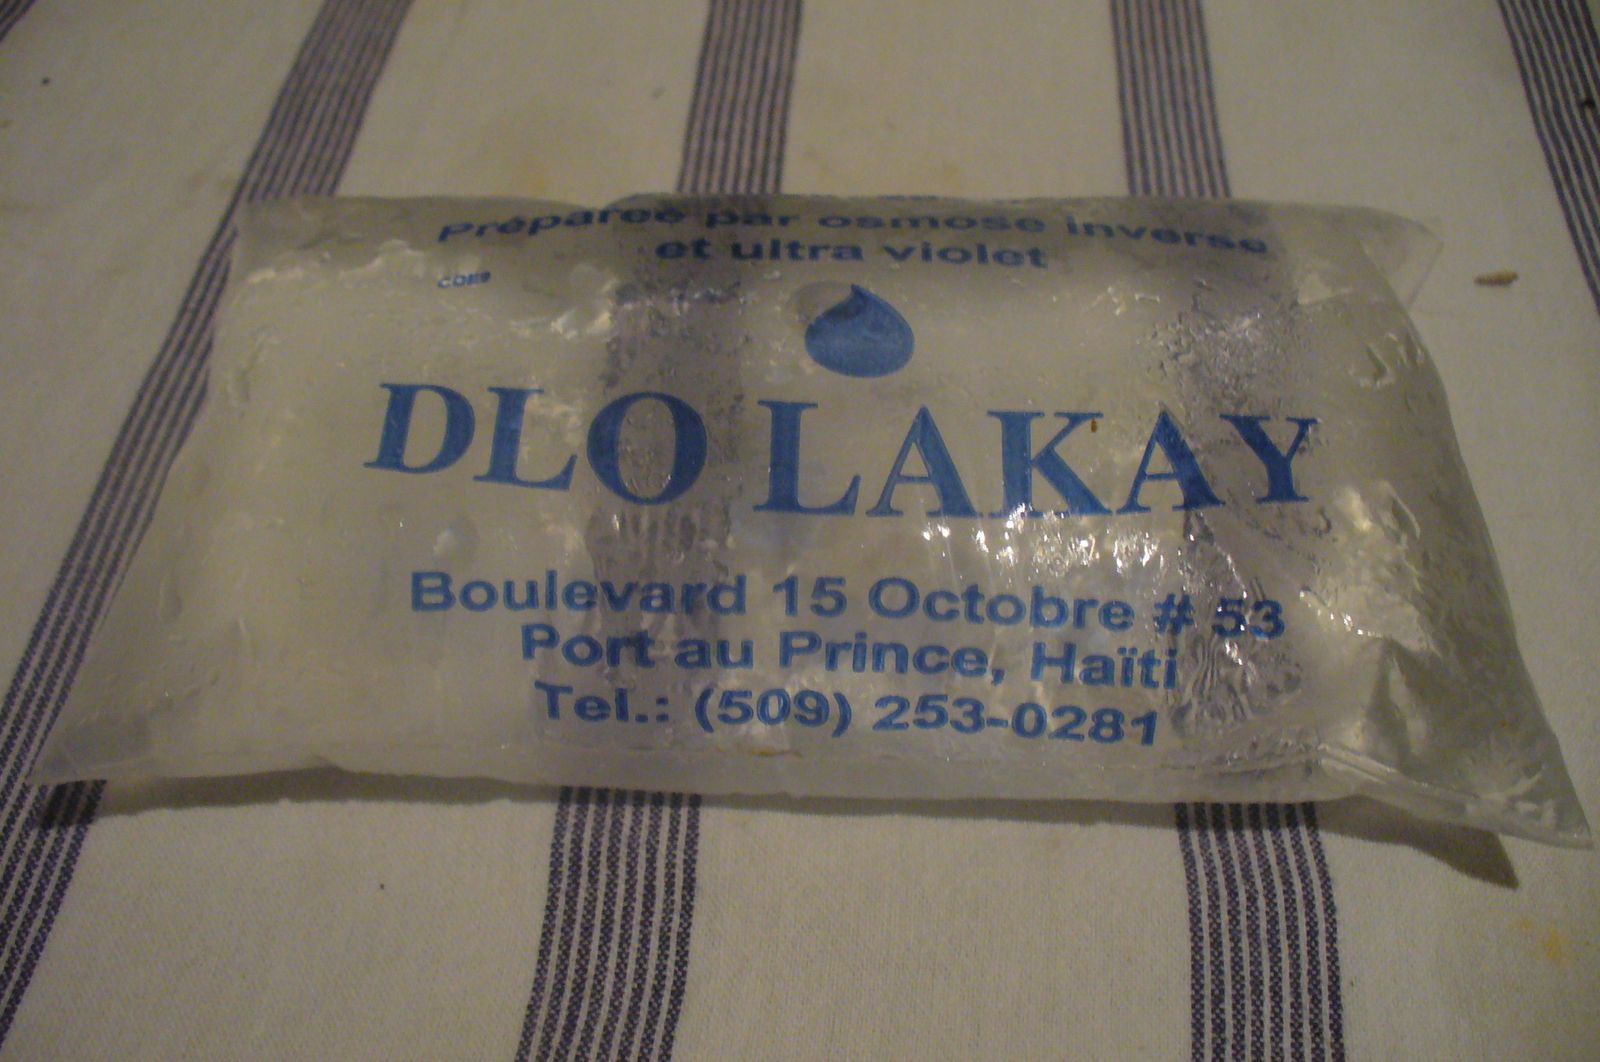 Préparée par osmose inverse
et ultra violet
DLO LAKAY
Boulevard 15 Octobre # 53
Port au Prince, Haïti
Tel.: (509) 253-0281